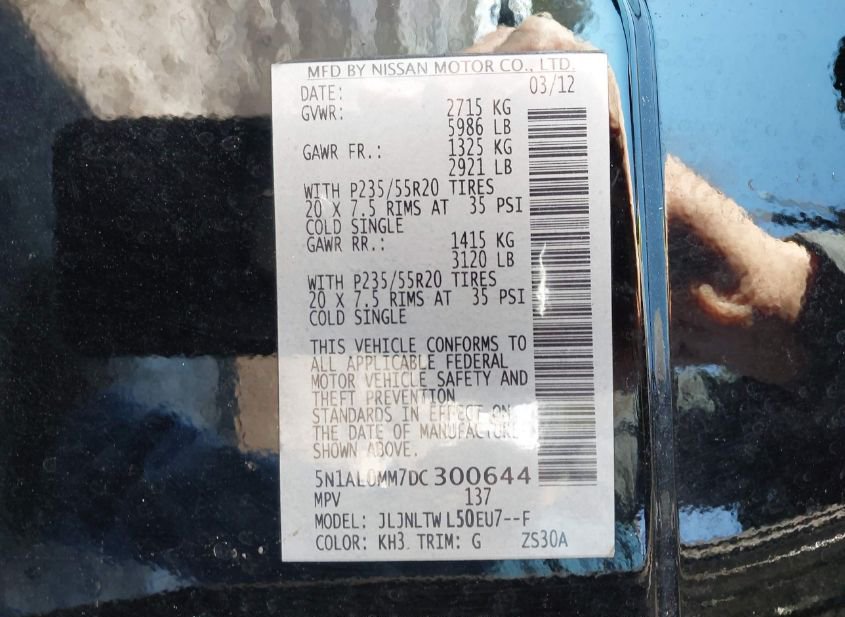 MFD BY NISSAN MOTOR CO., LTD.
DATE: 03/12
GVWR: 2715 KG
5986 LB
GAWR FR.: 1325 KG
2921 LB
WITH P235/55R20 TIRES
20 X 7.5 RIMS AT 35 PSI
COLD SINGLE
GAWR RR.: 1415 KG
3120 LB
WITH P235/55R20 TIRES
20 X 7.5 RIMS AT 35 PSI
COLD SINGLE
THIS VEHICLE CONFORMS TO
ALL APPLICABLE FEDERAL
MOTOR VEHICLE SAFETY AND
THEFT PREVENTION
STANDARDS IN EFFECT ON
THE DATE OF MANUFACTURE
SHOWN ABOVE.
5N1AL0MM7DC300644
MPV 137
MODEL: JLJNLTWL50EU7--F
COLOR: KH3 TRIM: G ZS30A